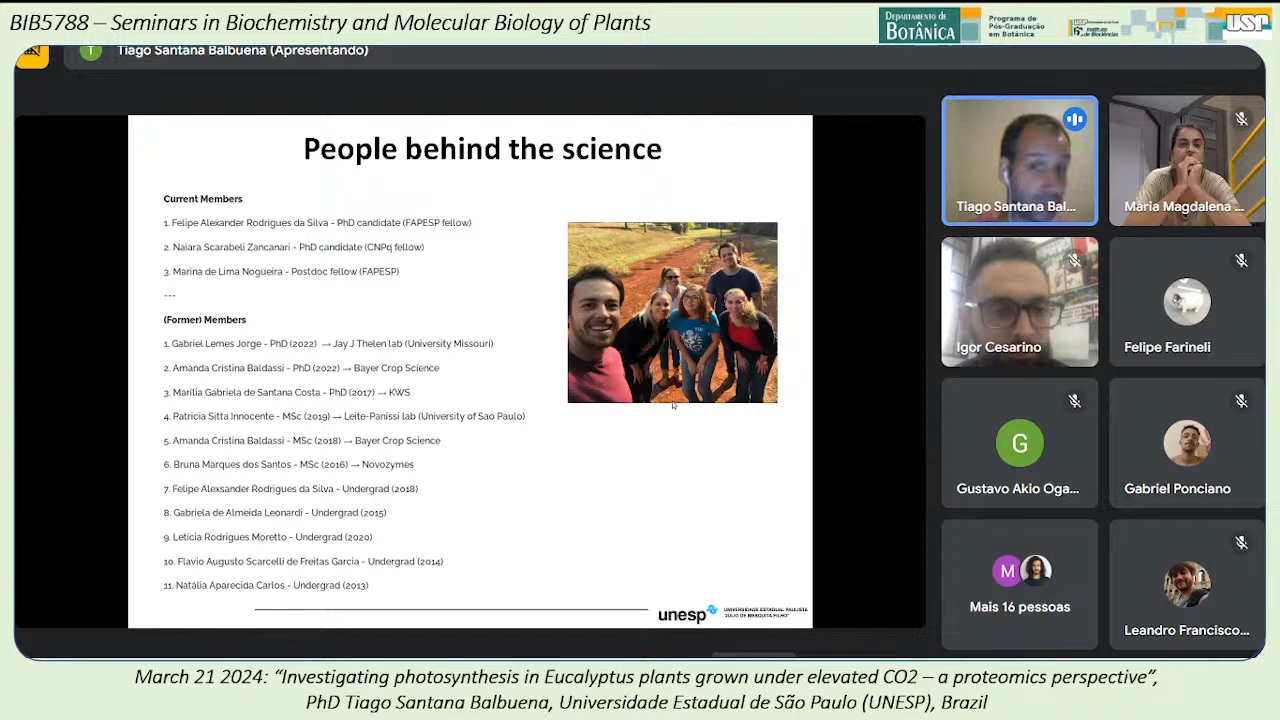 BIB5788 – Seminars in Biochemistry and Molecular Biology of Plants
DEPARTAMENTO DE
BOTÂNICA
Programa de
Pós-Graduação
em Botânica
USP
T Tiago Santana Balbuena (Apresentando)
People behind the science
Current Members
1. Felipe Alexander Rodrigues da Silva - PhD candidate (FAPESP fellow)
2. Naiara Scarabeli Zancanari - PhD candidate (CNPq fellow)
3. Marina de Lima Nogueira - Postdoc fellow (FAPESP)
---
(Former) Members
1. Gabriel Lemes Jorge - PhD (2022) → Jay J Thelen lab (University Missouri)
2. Amanda Cristina Baldassi - PhD (2022) → Bayer Crop Science
3. Marília Gabriela de Santana Costa - PhD (2017) → KWS
4. Patricia Sitta Innocente - MSc (2019) → Leite-Panissi lab (University of Sao Paulo)
5. Amanda Cristina Baldassi - MSc (2018) → Bayer Crop Science
6. Bruna Marques dos Santos - MSc (2016) → Novozymes
7. Felipe Alexsander Rodrigues da Silva - Undergrad (2018)
8. Gabriela de Almeida Leonardi - Undergrad (2015)
9. Letícia Rodrigues Moretto - Undergrad (2020)
10. Flavio Augusto Scarcelli de Freitas Garcia - Undergrad (2014)
11. Natália Aparecida Carlos - Undergrad (2013)
unesp
UNIVERSIDADE ESTADUAL PAULISTA
"JÚLIO DE MESQUITA FILHO"
Tiago Santana Bal...
Maria Magdalena ...
Igor Cesarino
Felipe Farineli
G
Gustavo Akio Oga...
Gabriel Ponciano
M
Mais 16 pessoas
Leandro Francisco...
March 21 2024: “Investigating photosynthesis in Eucalyptus plants grown under elevated CO2 – a proteomics perspective”,
PhD Tiago Santana Balbuena, Universidade Estadual de São Paulo (UNESP), Brazil